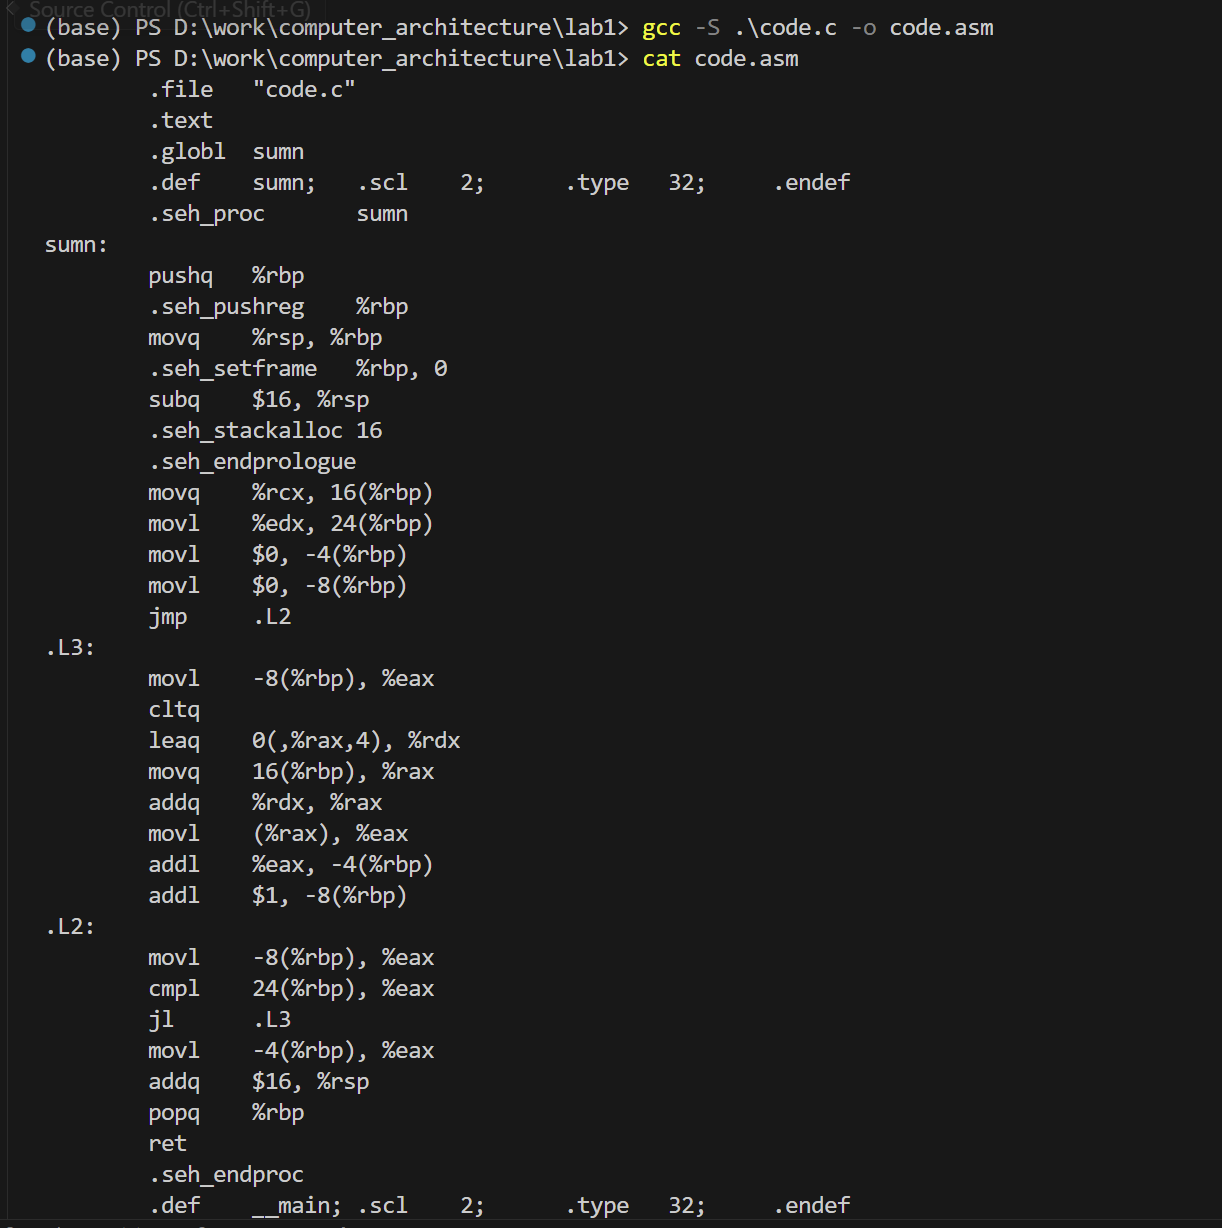 Source Control (Ctrl+Shift+G)
(base) PS D:\work\computer_architecture\lab1> gcc -S .\code.c -o code.asm
(base) PS D:\work\computer_architecture\lab1> cat code.asm
.file "code.c"
.text
.globl sumn
.def sumn; .scl 2; .type 32; .endef
.seh_proc sumn
sumn:
pushq %rbp
.seh_pushreg %rbp
movq %rsp, %rbp
.seh_setframe %rbp, 0
subq $16, %rsp
.seh_stackalloc 16
.seh_endprologue
movq %rcx, 16(%rbp)
movl %edx, 24(%rbp)
movl $0, -4(%rbp)
movl $0, -8(%rbp)
jmp .L2
.L3:
movl -8(%rbp), %eax
cltq
leaq 0(,%rax,4), %rdx
movq 16(%rbp), %rax
addq %rdx, %rax
movl (%rax), %eax
addl %eax, -4(%rbp)
addl $1, -8(%rbp)
.L2:
movl -8(%rbp), %eax
cmpl 24(%rbp), %eax
jl .L3
movl -4(%rbp), %eax
addq $16, %rsp
popq %rbp
ret
.seh_endproc
.def __main; .scl 2; .type 32; .endef